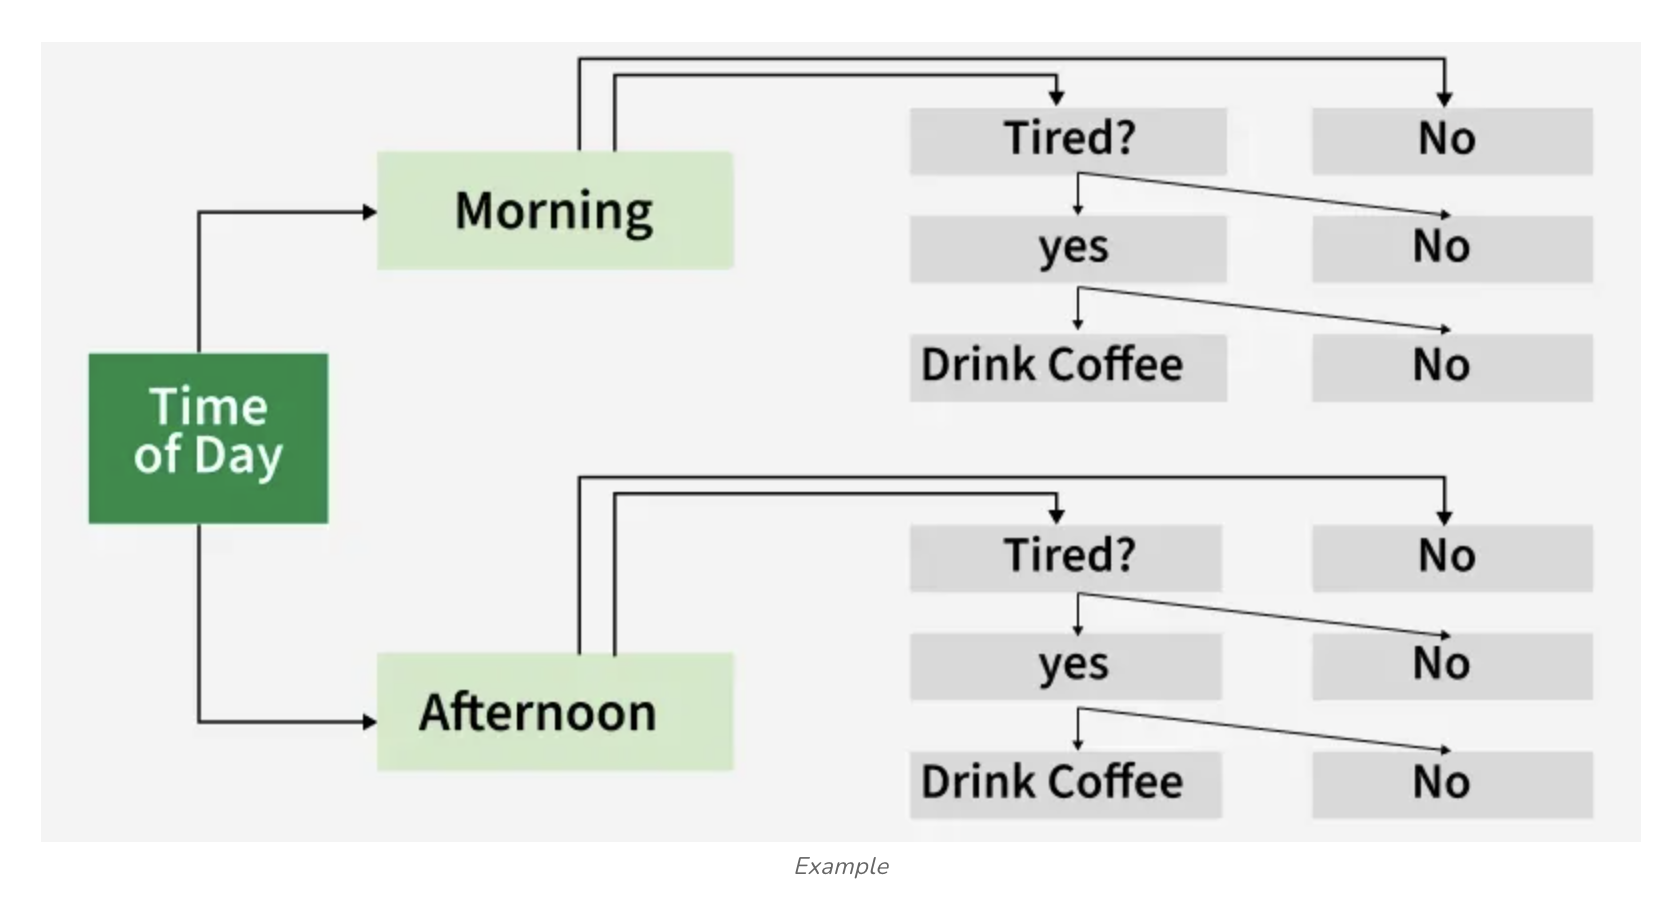 Tired?
No
Morning
yes
No
Drink Coffee
No
Time
of Day
Tired?
No
yes
No
Afternoon
Drink Coffee
No
Example